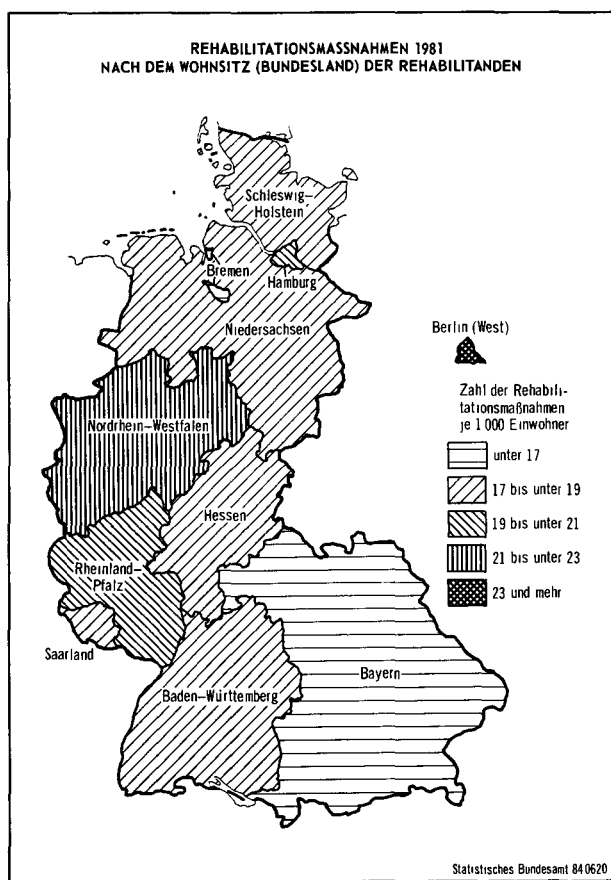 REHABILITATIONSMASSNAHMEN 1981
NACH DEM WOHNSITZ (BUNDESLAND) DER REHABILITANDEN
Schleswig–
Holstein
Bremen
Hamburg
Niedersachsen
Berlin (West)
Zahl der Rehabili-
tationsmaßnahmen
je 1 000 Einwohner
unter 17
17 bis unter 19
19 bis unter 21
21 bis unter 23
23 und mehr
Nordrhein–Westfalen
Hessen
Rheinland–
Pfalz
Saarland
Baden–Württemberg
Bayern
Statistisches Bundesamt 84 0620